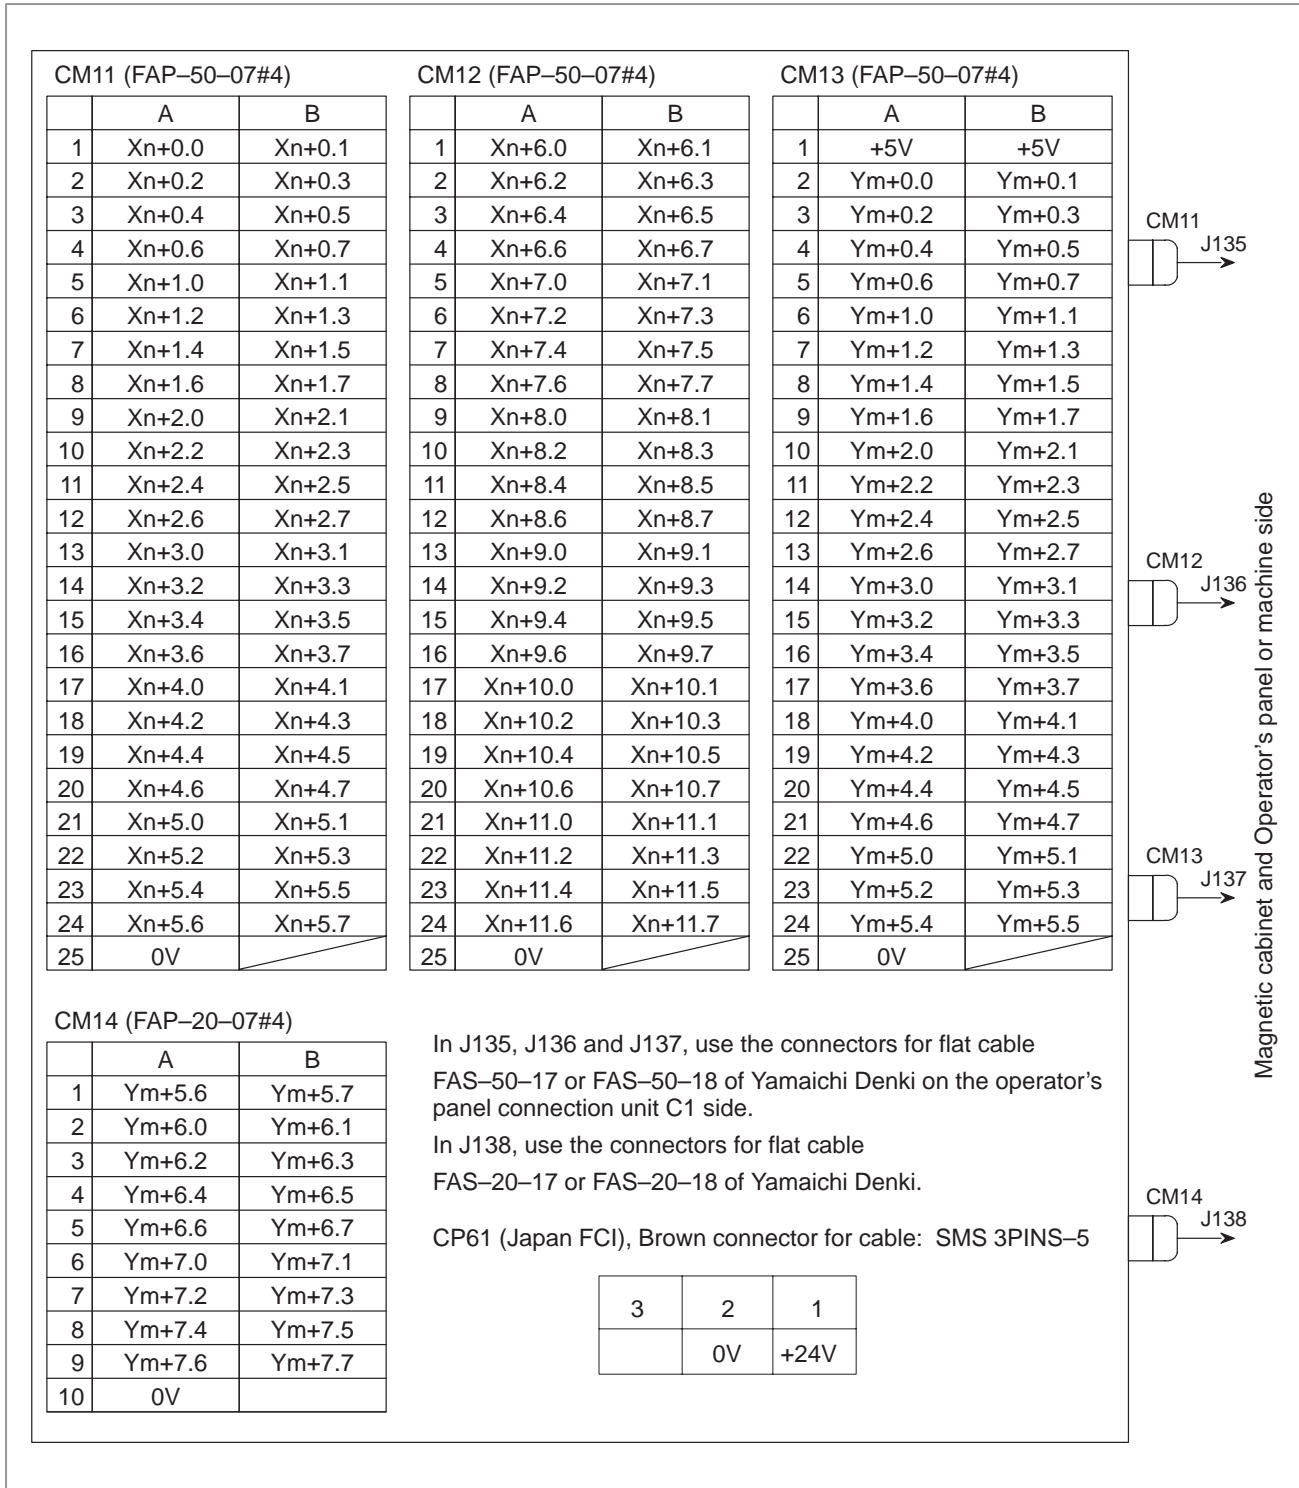 CM11 (FAP–50–07#4)
A B
1 Xn+0.0 Xn+0.1
2 Xn+0.2 Xn+0.3
3 Xn+0.4 Xn+0.5
4 Xn+0.6 Xn+0.7
5 Xn+1.0 Xn+1.1
6 Xn+1.2 Xn+1.3
7 Xn+1.4 Xn+1.5
8 Xn+1.6 Xn+1.7
9 Xn+2.0 Xn+2.1
10 Xn+2.2 Xn+2.3
11 Xn+2.4 Xn+2.5
12 Xn+2.6 Xn+2.7
13 Xn+3.0 Xn+3.1
14 Xn+3.2 Xn+3.3
15 Xn+3.4 Xn+3.5
16 Xn+3.6 Xn+3.7
17 Xn+4.0 Xn+4.1
18 Xn+4.2 Xn+4.3
19 Xn+4.4 Xn+4.5
20 Xn+4.6 Xn+4.7
21 Xn+5.0 Xn+5.1
22 Xn+5.2 Xn+5.3
23 Xn+5.4 Xn+5.5
24 Xn+5.6 Xn+5.7
25 0V
CM12 (FAP–50–07#4)
A B
1 Xn+6.0 Xn+6.1
2 Xn+6.2 Xn+6.3
3 Xn+6.4 Xn+6.5
4 Xn+6.6 Xn+6.7
5 Xn+7.0 Xn+7.1
6 Xn+7.2 Xn+7.3
7 Xn+7.4 Xn+7.5
8 Xn+7.6 Xn+7.7
9 Xn+8.0 Xn+8.1
10 Xn+8.2 Xn+8.3
11 Xn+8.4 Xn+8.5
12 Xn+8.6 Xn+8.7
13 Xn+9.0 Xn+9.1
14 Xn+9.2 Xn+9.3
15 Xn+9.4 Xn+9.5
16 Xn+9.6 Xn+9.7
17 Xn+10.0 Xn+10.1
18 Xn+10.2 Xn+10.3
19 Xn+10.4 Xn+10.5
20 Xn+10.6 Xn+10.7
21 Xn+11.0 Xn+11.1
22 Xn+11.2 Xn+11.3
23 Xn+11.4 Xn+11.5
24 Xn+11.6 Xn+11.7
25 0V
CM13 (FAP–50–07#4)
A B
1 +5V +5V
2 Ym+0.0 Ym+0.1
3 Ym+0.2 Ym+0.3
4 Ym+0.4 Ym+0.5
5 Ym+0.6 Ym+0.7
6 Ym+1.0 Ym+1.1
7 Ym+1.2 Ym+1.3
8 Ym+1.4 Ym+1.5
9 Ym+1.6 Ym+1.7
10 Ym+2.0 Ym+2.1
11 Ym+2.2 Ym+2.3
12 Ym+2.4 Ym+2.5
13 Ym+2.6 Ym+2.7
14 Ym+3.0 Ym+3.1
15 Ym+3.2 Ym+3.3
16 Ym+3.4 Ym+3.5
17 Ym+3.6 Ym+3.7
18 Ym+4.0 Ym+4.1
19 Ym+4.2 Ym+4.3
20 Ym+4.4 Ym+4.5
21 Ym+4.6 Ym+4.7
22 Ym+5.0 Ym+5.1
23 Ym+5.2 Ym+5.3
24 Ym+5.4 Ym+5.5
25 0V
CM14 (FAP–20–07#4)
A B
1 Ym+5.6 Ym+5.7
2 Ym+6.0 Ym+6.1
3 Ym+6.2 Ym+6.3
4 Ym+6.4 Ym+6.5
5 Ym+6.6 Ym+6.7
6 Ym+7.0 Ym+7.1
7 Ym+7.2 Ym+7.3
8 Ym+7.4 Ym+7.5
9 Ym+7.6 Ym+7.7
10 0V
In J135, J136 and J137, use the connectors for flat cable
FAS–50–17 or FAS–50–18 of Yamaichi Denki on the operator's
panel connection unit C1 side.
In J138, use the connectors for flat cable
FAS–20–17 or FAS–20–18 of Yamaichi Denki.
CP61 (Japan FCI), Brown connector for cable: SMS 3PINS–5
3 2 1
0V +24V
CM11
J135
CM12
J136
CM13
J137
CM14
J138
Magnetic cabinet and Operator's panel or machine side